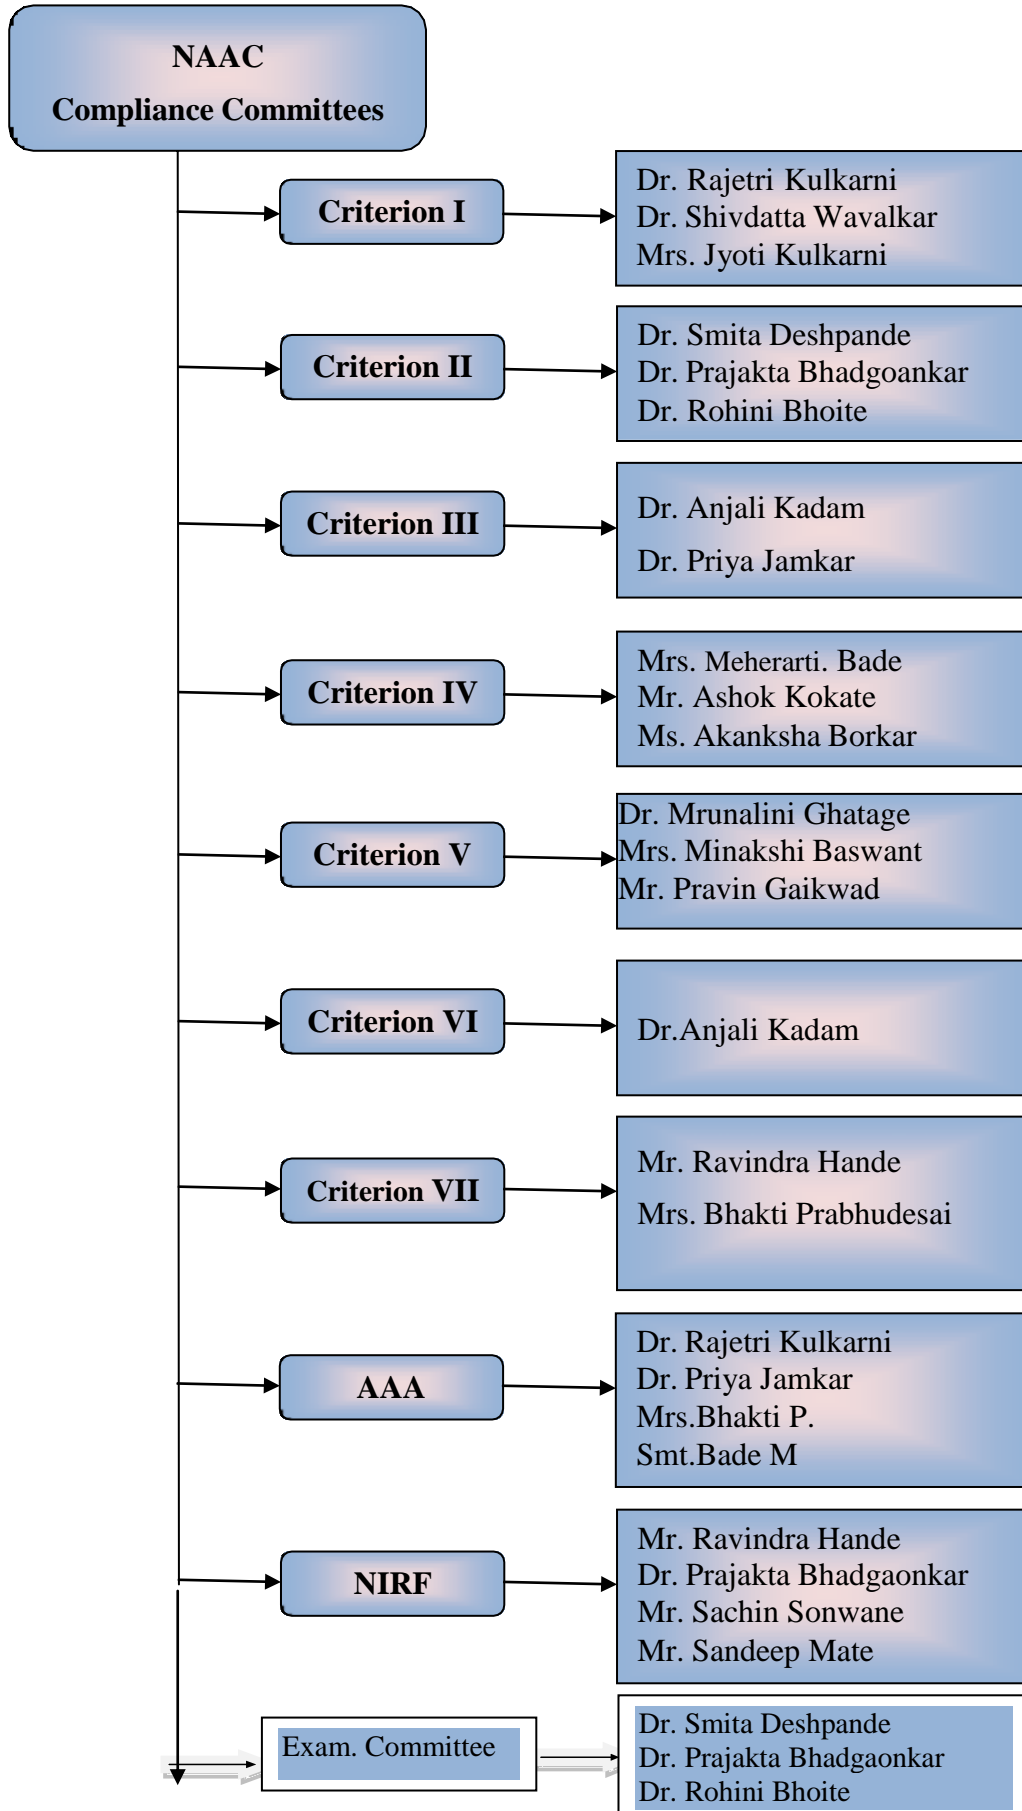 NAAC
Compliance Committees
Criterion I
Dr. Rajetri Kulkarni
Dr. Shivdatta Wavalkar
Mrs. Jyoti Kulkarni
Criterion II
Dr. Smita Deshpande
Dr. Prajakta Bhadgoankar
Dr. Rohini Bhoite
Criterion III
Dr. Anjali Kadam
Dr. Priya Jamkar
Criterion IV
Mrs. Meherarti. Bade
Mr. Ashok Kokate
Ms. Akanksha Borkar
Criterion V
Dr. Mrunalini Ghatage
Mrs. Minakshi Baswant
Mr. Pravin Gaikwad
Criterion VI
Dr.Anjali Kadam
Criterion VII
Mr. Ravindra Hande
Mrs. Bhakti Prabhudesai
AAA
Dr. Rajetri Kulkarni
Dr. Priya Jamkar
Mrs.Bhakti P.
Smt.Bade M
NIRF
Mr. Ravindra Hande
Dr. Prajakta Bhadgaonkar
Mr. Sachin Sonwane
Mr. Sandeep Mate
Exam. Committee
Dr. Smita Deshpande
Dr. Prajakta Bhadgaonkar
Dr. Rohini Bhoite